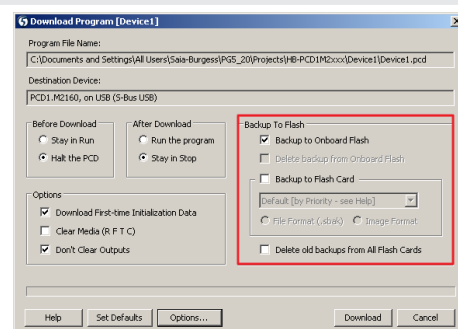 Download Program [Device1]
Program File Name:
C:\Documents and Settings\All Users\Saia-Burgess\PG5_20\Projects\HB-PCD1M2xxx\Device1\Device1.pcd
Destination Device:
PCD1.M2160, on USB (S-Bus USB)
Before Download
Stay in Run
Halt the PCD
After Download
Run the program
Stay in Stop
Options
Download First-time Initialization Data
Clear Media (R F T C)
Don't Clear Outputs
Backup To Flash
Backup to Onboard Flash
Delete backup from Onboard Flash
Backup to Flash Card
Default [by Priority - see Help]
File Format (.sbak)
Image Format
Delete old backups from All Flash Cards
Help
Set Defaults
Options...
Download
Cancel